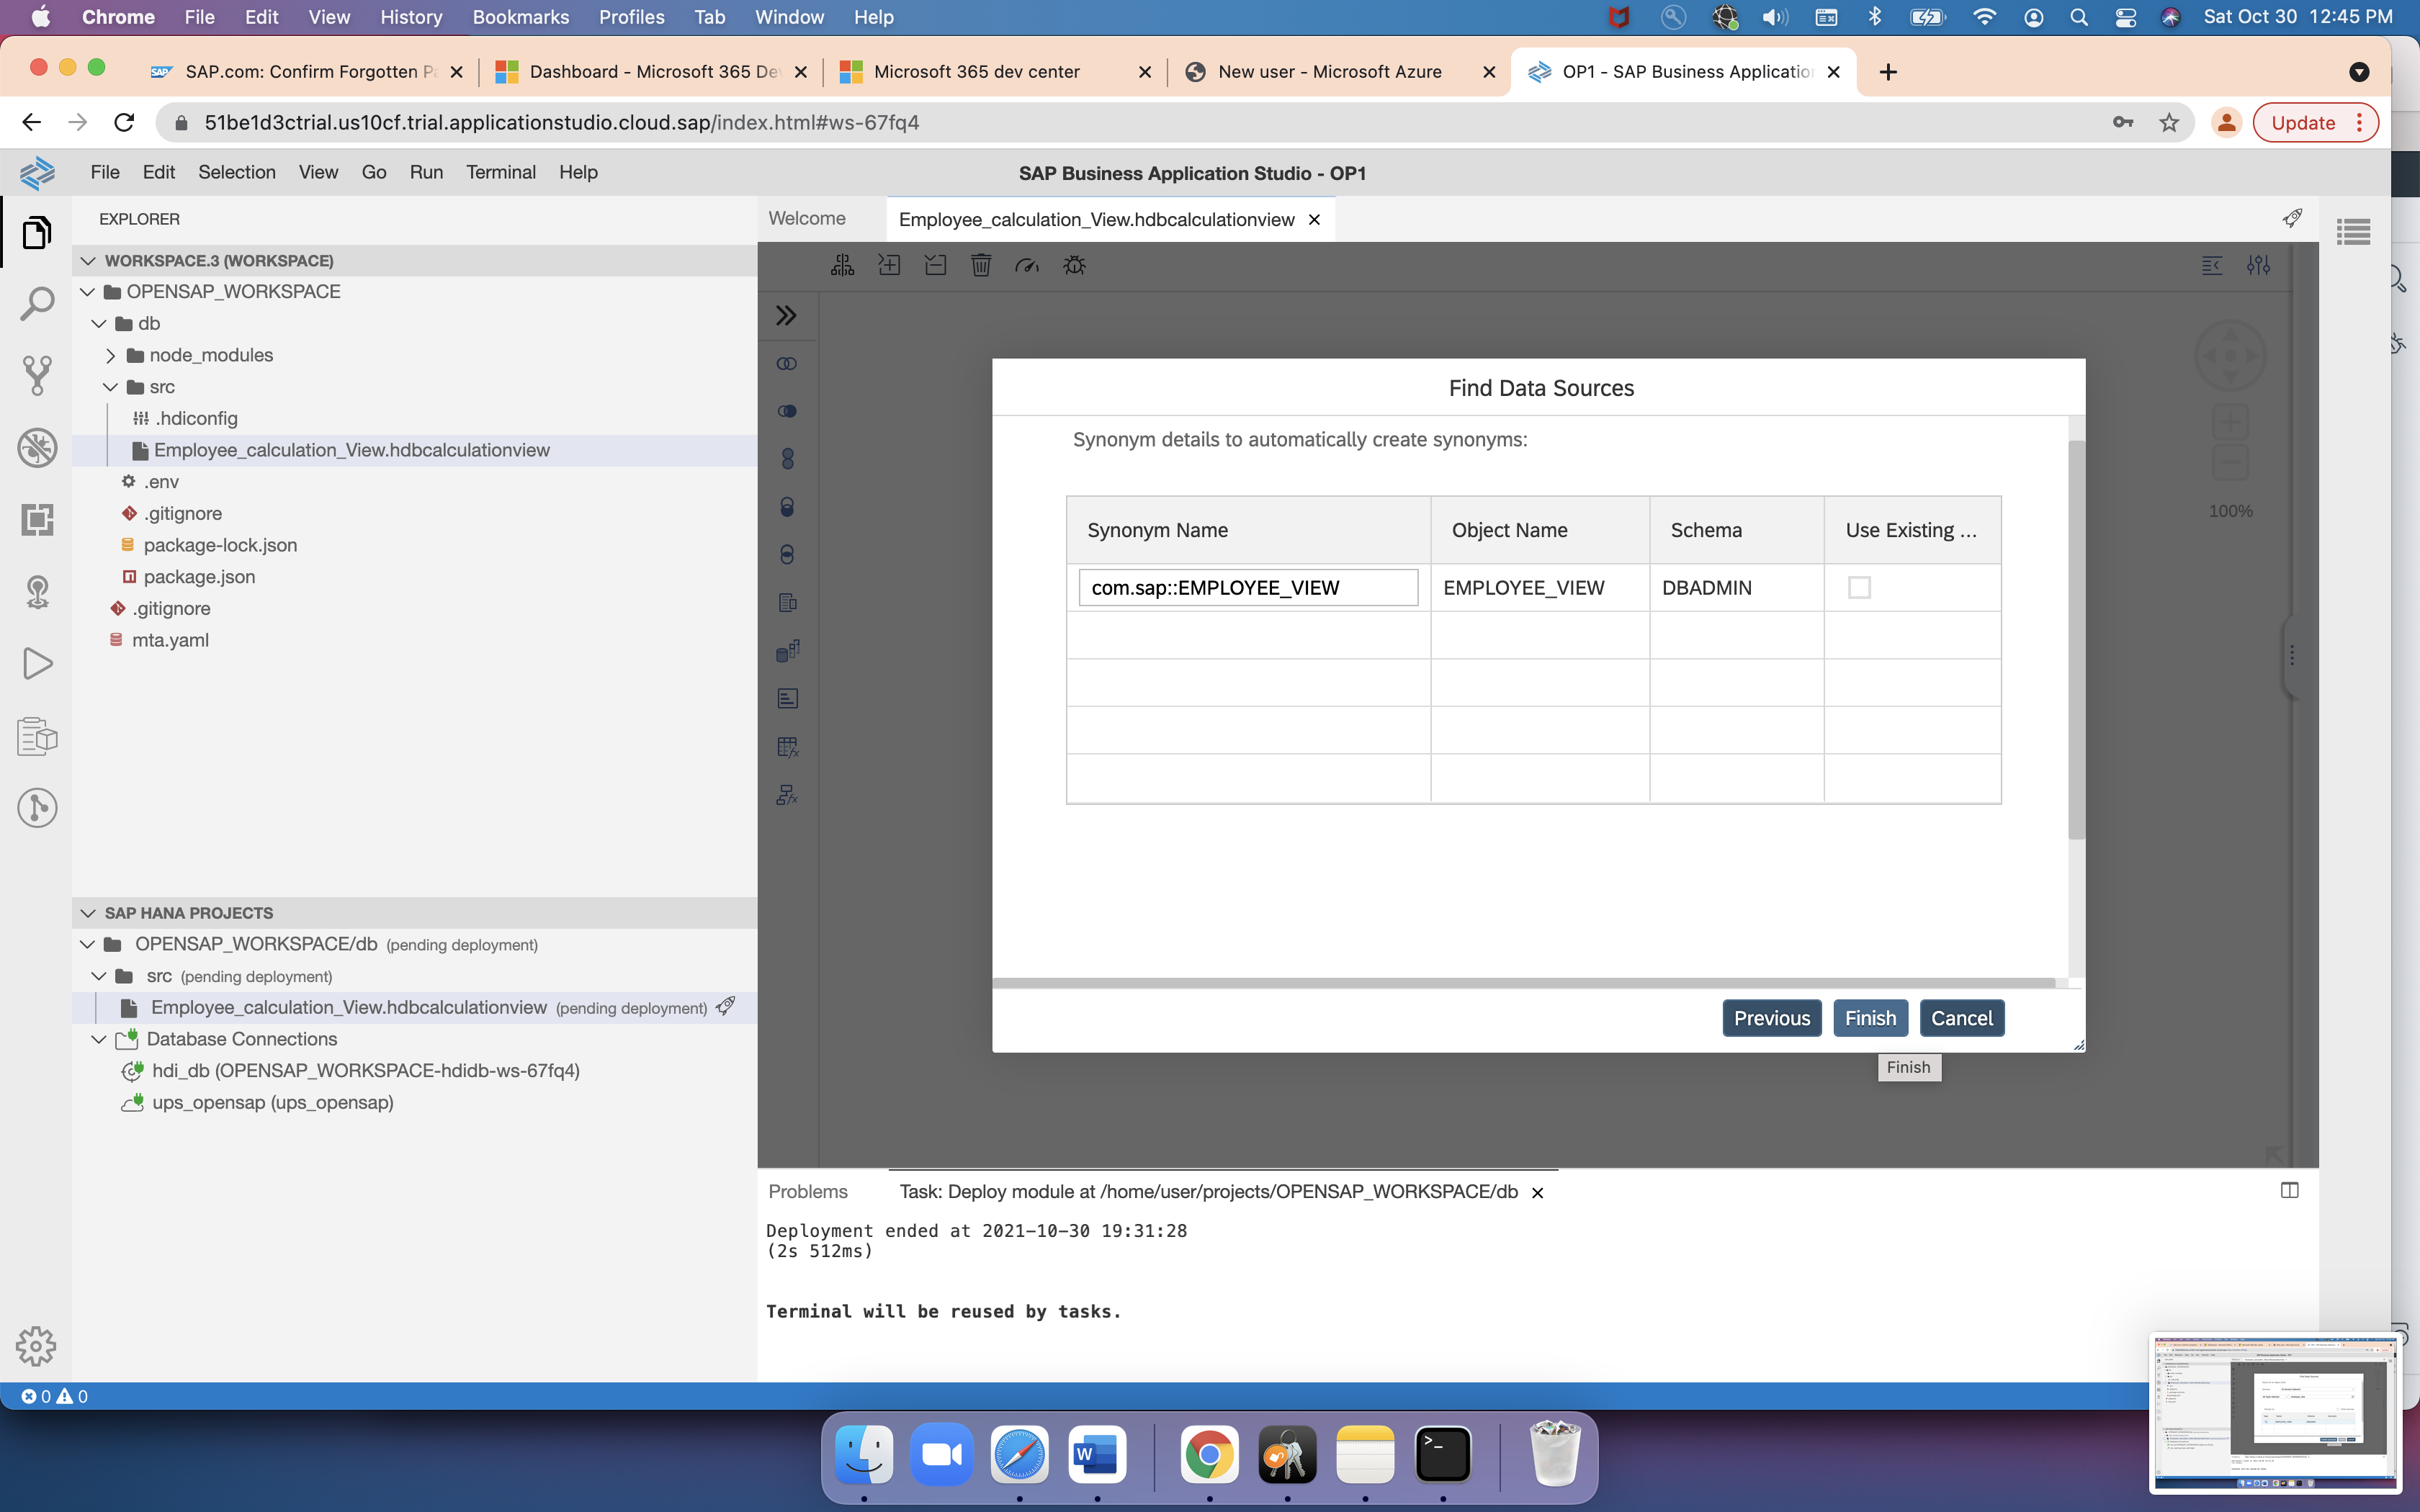 Chrome File Edit View History Bookmarks Profiles Tab Window Help Sat Oct 30 12:45 PM
SAP.com: Confirm Forgotten Pa Dashboard - Microsoft 365 De Microsoft 365 dev center New user - Microsoft Azure OP1 - SAP Business Application
51be1d3ctrial.us10cf.trial.applicationstudio.cloud.sap/index.html#ws-67fq4 Update
File Edit Selection View Go Run Terminal Help SAP Business Application Studio - OP1
EXPLORER
WORKSPACE.3 (WORKSPACE)
OPENSAP_WORKSPACE
db
node_modules
src
.hdiconfig
Employee_calculation_View.hdbcalculationview
.env
.gitignore
package-lock.json
package.json
.gitignore
mta.yaml
SAP HANA PROJECTS
OPENSAP_WORKSPACE/db (pending deployment)
src (pending deployment)
Employee_calculation_View.hdbcalculationview (pending deployment)
Database Connections
hdi_db (OPENSAP_WORKSPACE-hdidb-ws-67fq4)
ups_opensap (ups_opensap)
Welcome Employee_calculation_View.hdbcalculationview
100%
Find Data Sources
Synonym details to automatically create synonyms:
Synonym Name Object Name Schema Use Existing ...
com.sap::EMPLOYEE_VIEW EMPLOYEE_VIEW DBADMIN
Previous Finish Cancel
Finish
Problems Task: Deploy module at /home/user/projects/OPENSAP_WORKSPACE/db
Deployment ended at 2021-10-30 19:31:28
(2s 512ms)
Terminal will be reused by tasks.
0 0